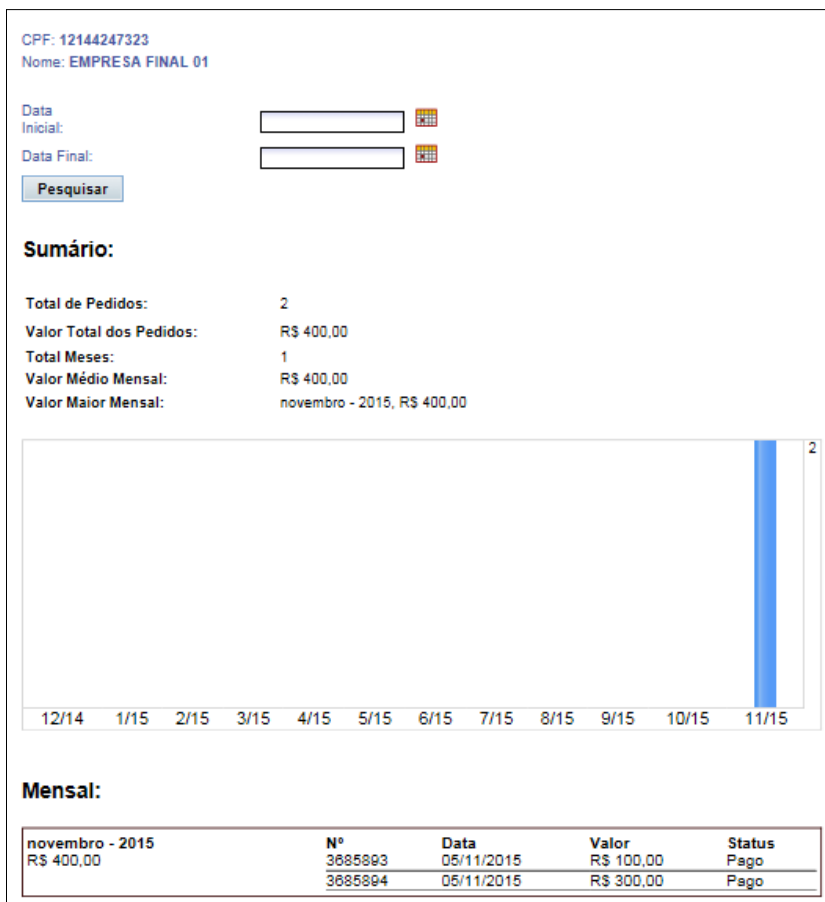 CPF: 12144247323
Nome: EMPRESA FINAL 01
Data
Inicial:
Data Final:
Pesquisar
Sumário:
Total de Pedidos: 2
Valor Total dos Pedidos: R$ 400,00
Total Meses: 1
Valor Médio Mensal: R$ 400,00
Valor Maior Mensal: novembro - 2015, R$ 400,00
2
12/14 1/15 2/15 3/15 4/15 5/15 6/15 7/15 8/15 9/15 10/15 11/15
Mensal:
novembro - 2015 Nº Data Valor Status
R$ 400,00 3685893 05/11/2015 R$ 100,00 Pago
3685894 05/11/2015 R$ 300,00 Pago